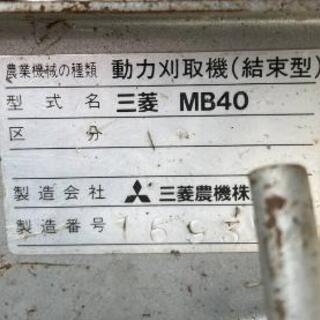 農業機械の種類 動力刈取機(結束型)
型式名 三菱 MB40
区分 1
製造会社 三菱農機株
製造番号